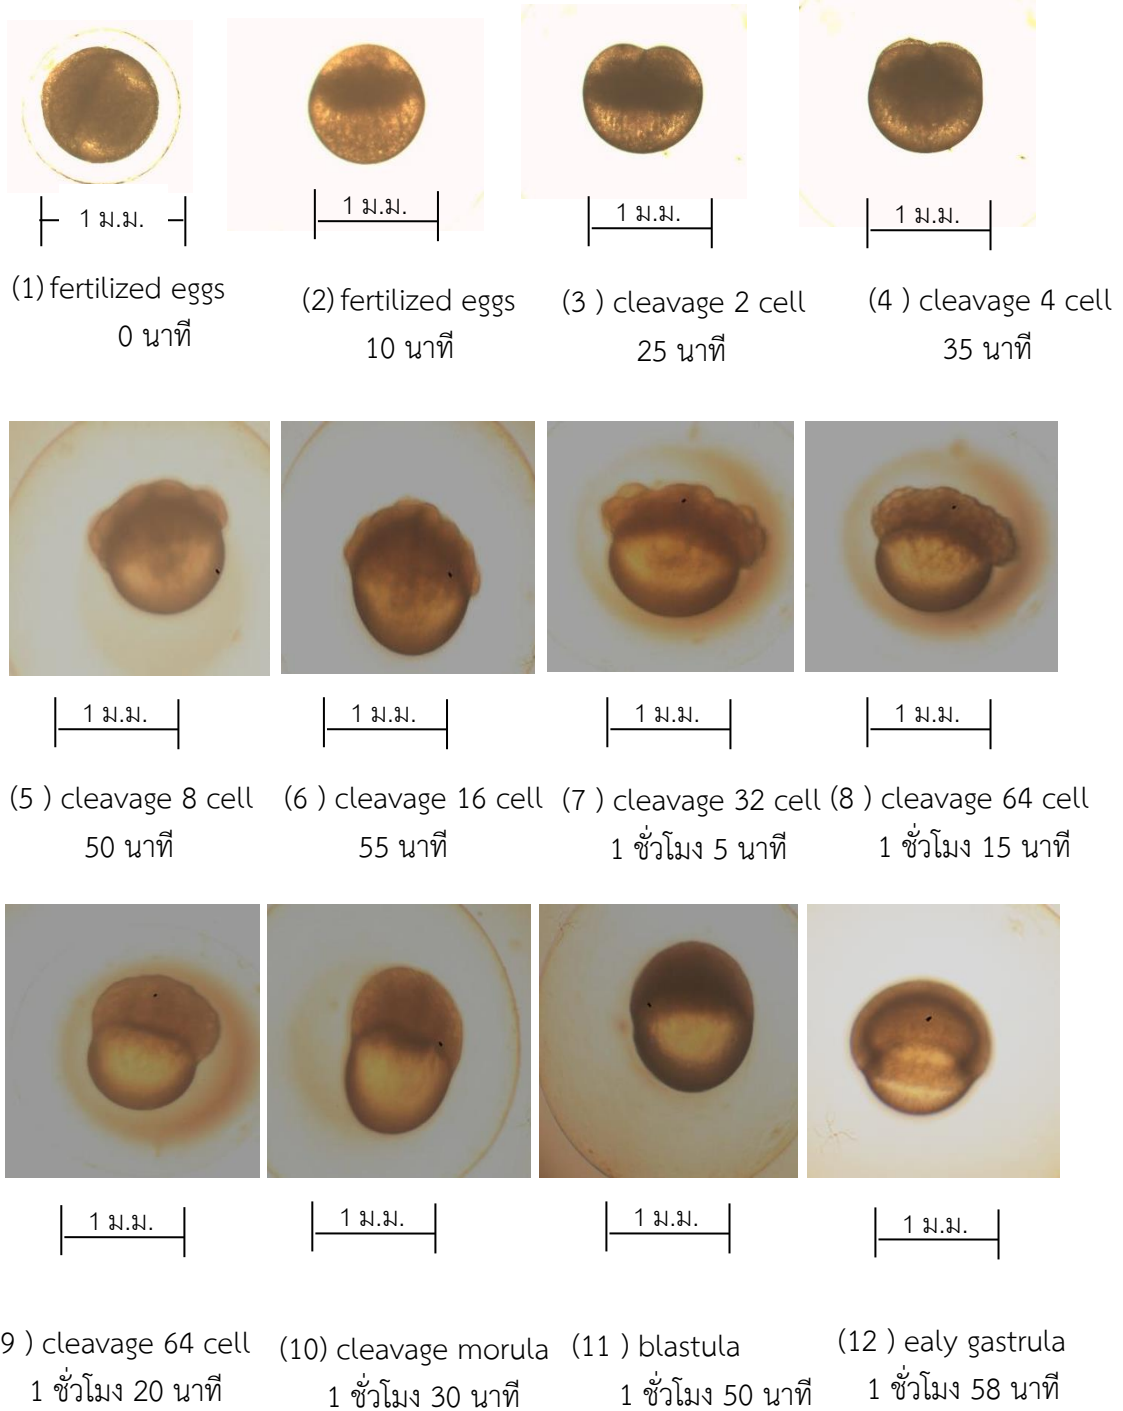 1 ม.ม.
1 ม.ม.
1 ม.ม.
1 ม.ม.
(1) fertilized eggs
0 นาที
(2) fertilized eggs
10 นาที
(3 ) cleavage 2 cell
25 นาที
(4 ) cleavage 4 cell
35 นาที
1 ม.ม.
1 ม.ม.
1 ม.ม.
1 ม.ม.
(5 ) cleavage 8 cell
50 นาที
(6 ) cleavage 16 cell
55 นาที
(7 ) cleavage 32 cell
1 ชั่วโมง 5 นาที
(8 ) cleavage 64 cell
1 ชั่วโมง 15 นาที
1 ม.ม.
1 ม.ม.
1 ม.ม.
1 ม.ม.
9 ) cleavage 64 cell
1 ชั่วโมง 20 นาที
(10) cleavage morula
1 ชั่วโมง 30 นาที
(11 ) blastula
1 ชั่วโมง 50 นาที
(12 ) ealy gastrula
1 ชั่วโมง 58 นาที